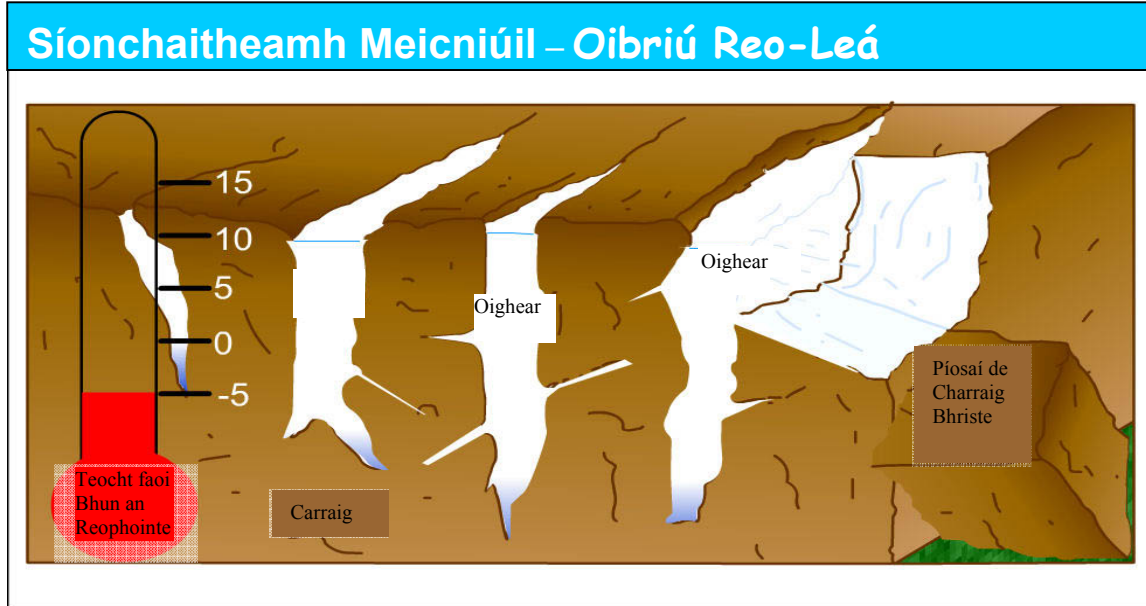 Síonchaitheamh Meicniúil – Oibriú Reo-Leá
15
10
5
0
-5
Teocht faoi
Bhun an
Reophointe
Carraig
Oighear
Oighear
Píosaí de
Charraig
Bhriste